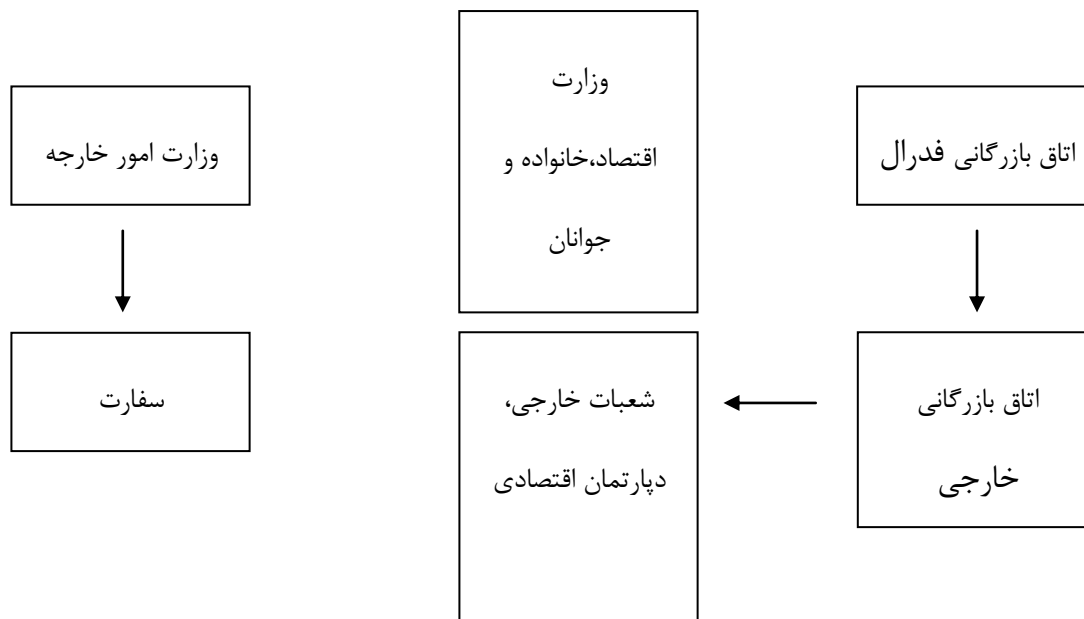 اتاق بازرگانی فدرال
وزارت
اقتصاد،خانواده و
جوانان
وزارت امور خارجه
اتاق بازرگانی
خارجی
شعبات خارجی،
دپارتمان اقتصادی
سفارت